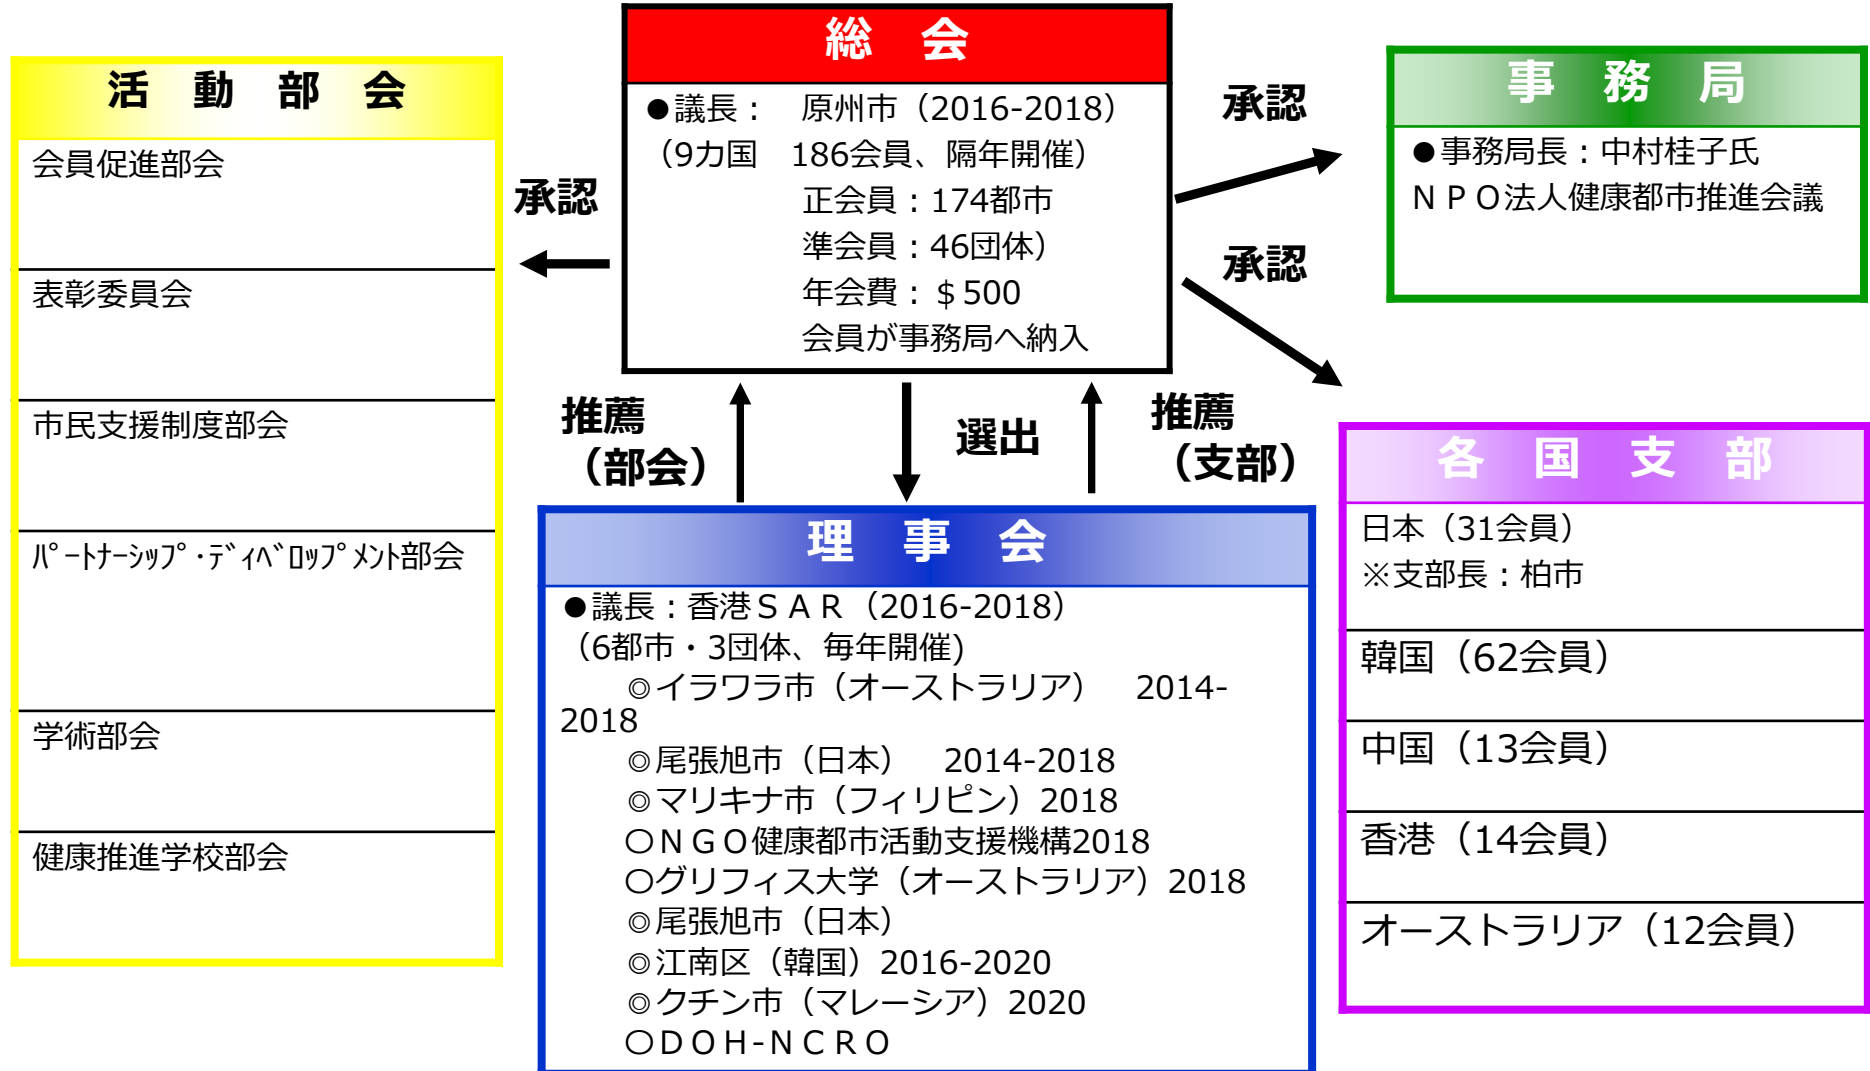 総 会
●議長： 原州市（2016-2018）
（9カ国 186会員、隔年開催）
正会員：174都市
準会員：46団体）
年会費：＄500
会員が事務局へ納入
活 動 部 会
会員促進部会
表彰委員会
市民支援制度部会
ﾊﾟｰﾄﾅｰｼｯﾌﾟ・ﾃﾞｨﾍﾞﾛｯﾌﾟﾒﾝﾄ部会
学術部会
健康推進学校部会
承認
承認
承認
事 務 局
●事務局長：中村桂子氏
ＮＰＯ法人健康都市推進会議
推薦
（部会）
選出
推薦
（支部）
理 事 会
●議長：香港ＳＡＲ（2016-2018）
（6都市・3団体、毎年開催)
◎イラワラ市（オーストラリア） 2014-
2018
◎尾張旭市（日本） 2014-2018
◎マリキナ市（フィリピン）2018
〇ＮＧＯ健康都市活動支援機構2018
〇グリフィス大学（オーストラリア）2018
◎尾張旭市（日本）
◎江南区（韓国）2016-2020
◎クチン市（マレーシア）2020
〇ＤＯＨ-ＮＣＲＯ
各 国 支 部
日本（31会員）
※支部長：柏市
韓国（62会員）
中国（13会員）
香港（14会員）
オーストラリア（12会員）